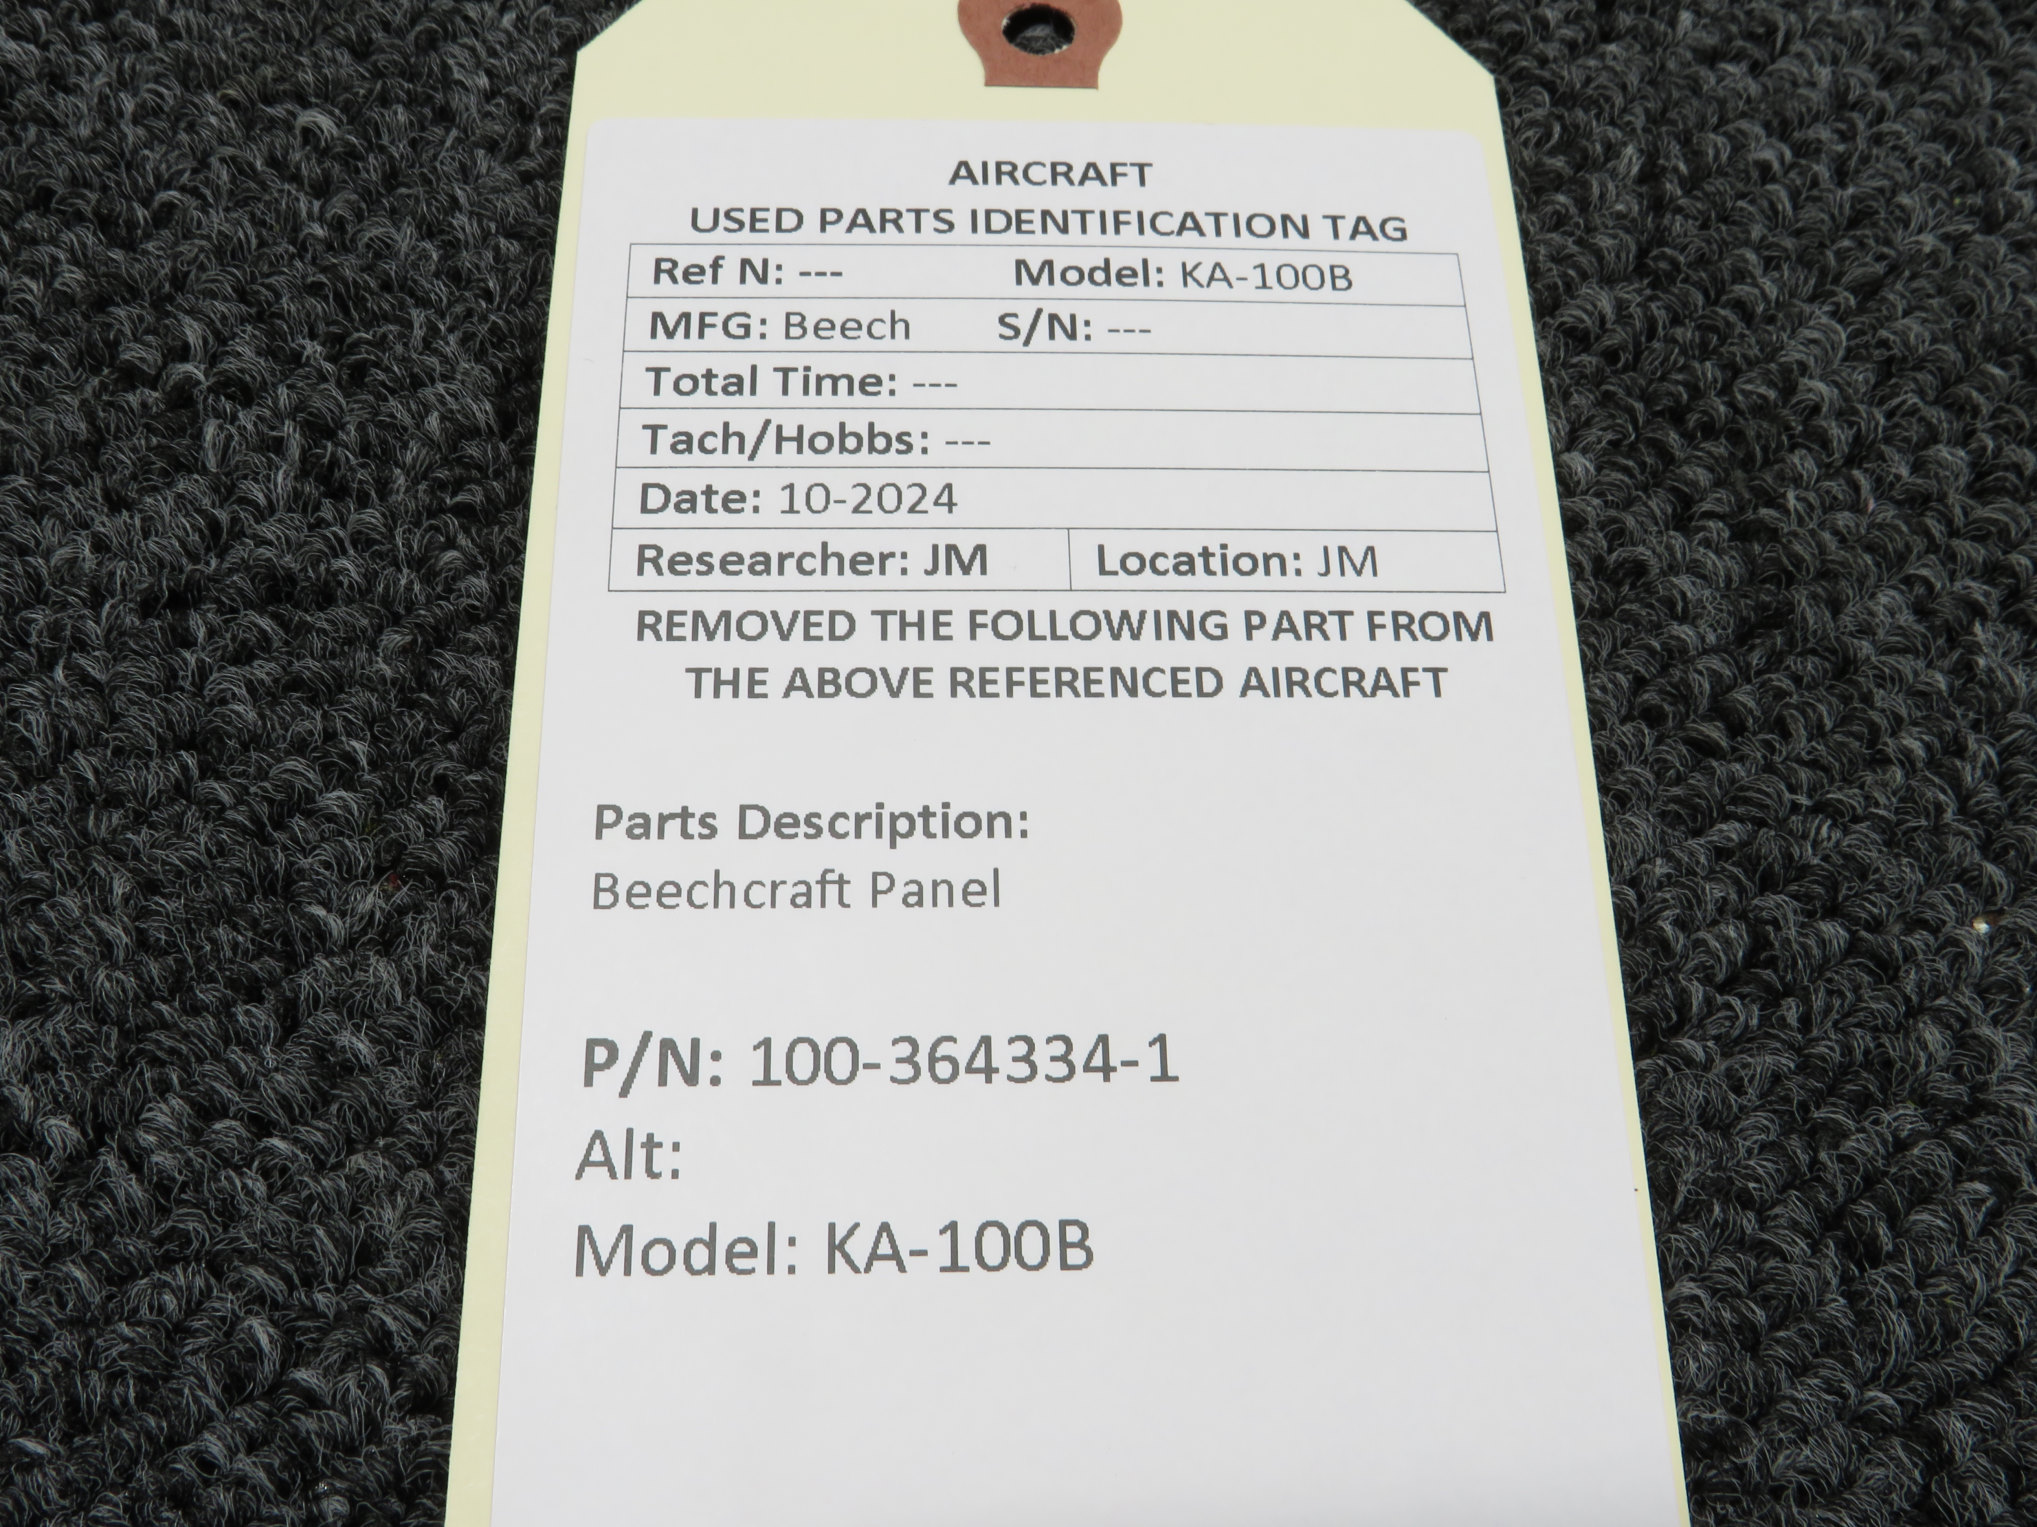 AIRCRAFT
USED PARTS IDENTIFICATION TAG
Ref N: --- Model: KA-100B
MFG: Beech S/N: ---
Total Time: ---
Tach/Hobbs: ---
Date: 10-2024
Researcher: JM Location: JM
REMOVED THE FOLLOWING PART FROM
THE ABOVE REFERENCED AIRCRAFT
Parts Description:
Beechcraft Panel
P/N: 100-364334-1
Alt:
Model: KA-100B